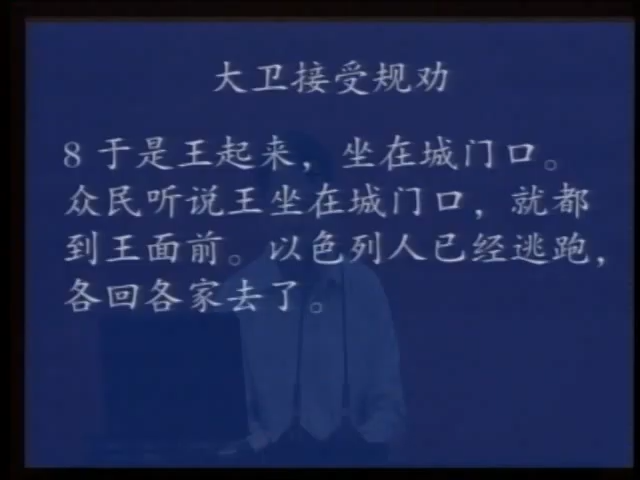 大卫接受规劝
8 于是王起来，坐在城门口。
众民听说王坐在城门口，就都
到王面前。以色列人已经逃跑，
各回各家去了。